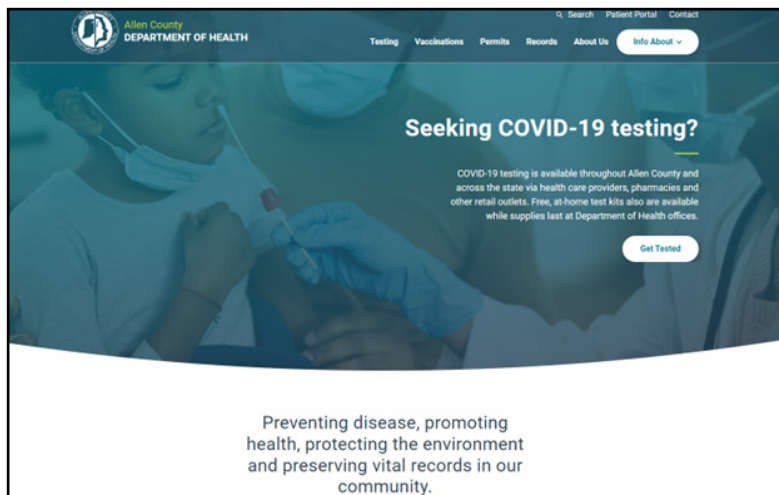 Search Patient Portal Contact
Allen County
DEPARTMENT OF HEALTH
Testing Vaccinations Permits Records About Us Info About
Seeking COVID-19 testing?
COVID-19 testing is available throughout Allen County and
across the state via health care providers, pharmacies and
other retail outlets. Free, at-home test kits also are available
while supplies last at Department of Health offices.
Get Tested
Preventing disease, promoting
health, protecting the environment
and preserving vital records in our
community.